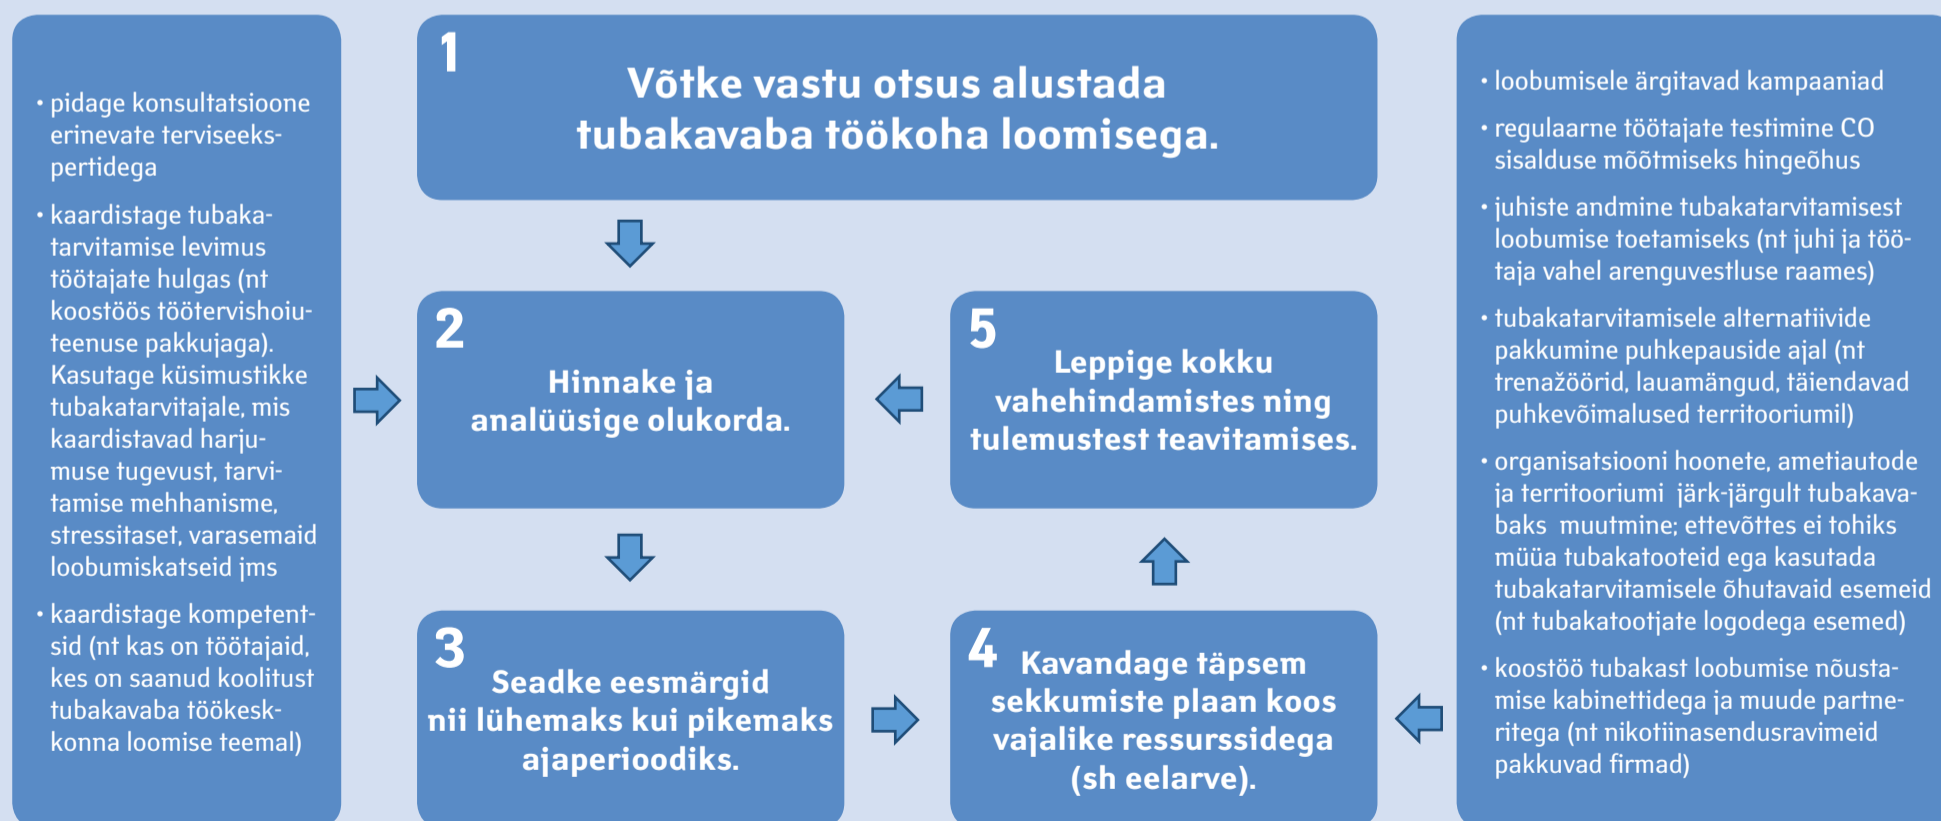 • pidage konsultatsioone
erinevate terviseeks-
pertidega
• kaardistage tubaka-
tarvitamise levimus
töötajate hulgas (nt
koostöös töötervishoiu-
teenuse pakkujaga).
Kasutage küsimustikke
tubakatarvitajale, mis
kaardistavad harju-
muse tugevust, tarvi-
tamise mehhanisme,
stressitaset, varasemaid
loobumiskatseid jms
• kaardistage kompetent-
sid (nt kas on töötajaid,
kes on saanud koolitust
tubakavaba töökesk-
konna loomise teemal)
1
Võtke vastu otsus alustada
tubakavaba töökoha loomisega.
2
Hinnake ja
analüüsige olukorda.
3
Seadke eesmärgid
nii lühemaks kui pikemaks
ajaperioodiks.
4
Kavandage täpsem
sekkumiste plaan koos
vajalike ressurssidega
(sh eelarve).
5
Leppige kokku
vahehindamistes ning
tulemustest teavitamises.
• loobumisele ärgitavad kampaaniad
• regulaarne töötajate testimine CO
sisalduse mõõtmiseks hingeõhus
• juhiste andmine tubakatarvitamisest
loobumise toetamiseks (nt juhi ja töö-
taja vahel arenguvestluse raames)
• tubakatarvitamisele alternatiivide
pakkumine puhkepauside ajal (nt
trenažöörid, lauamängud, täiendavad
puhkevõimalused territooriumil)
• organisatsiooni hoonete, ametiautode
ja territooriumi järk-järgult tubakava-
baks muutmine; ettevõttes ei tohiks
müüa tubakatooteid ega kasutada
tubakatarvitamisele õhutavaid esemeid
(nt tubakatootjate logodega esemed)
• koostöö tubakast loobumise nõusta-
mise kabinettidega ja muude partne-
ritega (nt nikotiinasendusravimeid
pakkuvad firmad)